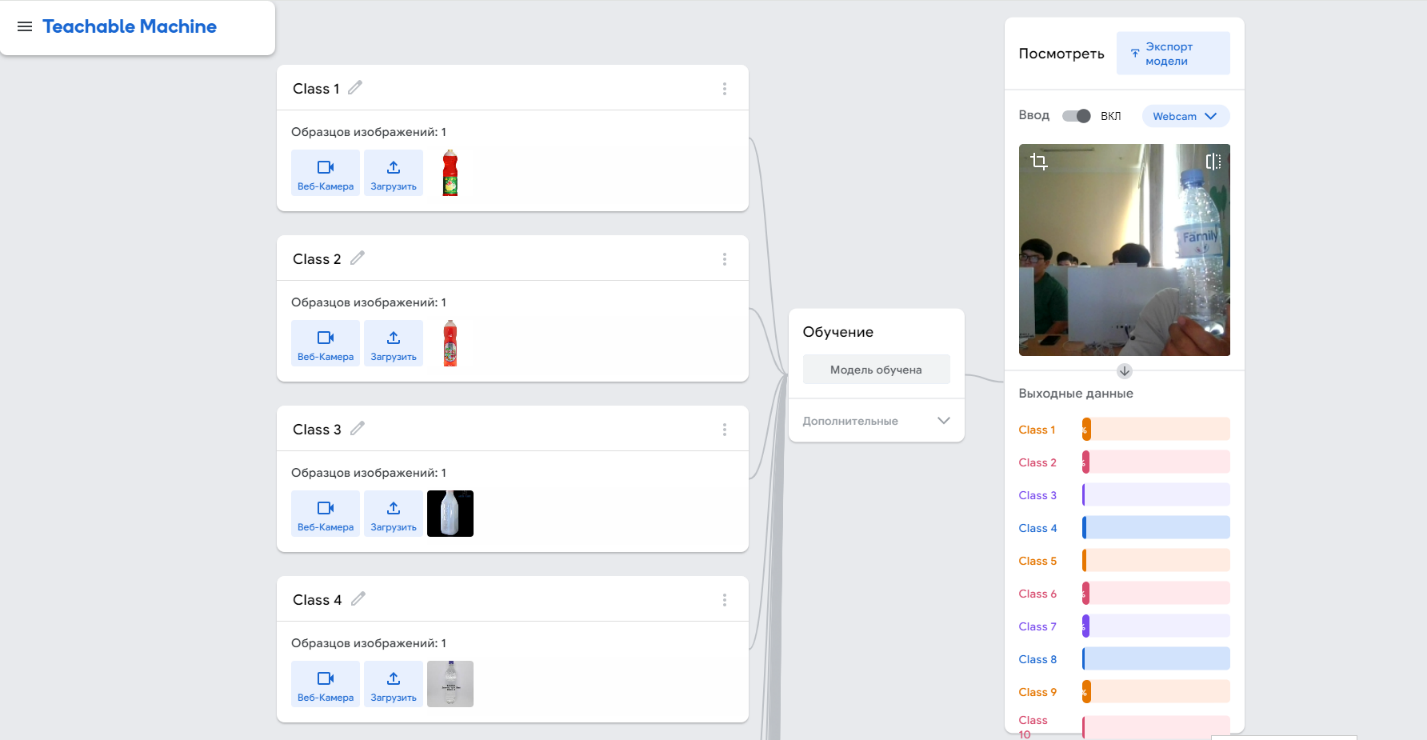 Teachable Machine
Class 1
Образцов изображений: 1
Веб-Камера
Загрузить
Class 2
Образцов изображений: 1
Веб-Камера
Загрузить
Class 3
Образцов изображений: 1
Веб-Камера
Загрузить
Class 4
Образцов изображений: 1
Веб-Камера
Загрузить
Обучение
Модель обучена
Дополнительные
Посмотреть
Экспорт
модели
Ввод
ВКЛ
Webcam
Family
Выходные данные
Class 1
Class 2
Class 3
Class 4
Class 5
Class 6
Class 7
Class 8
Class 9
Class
10